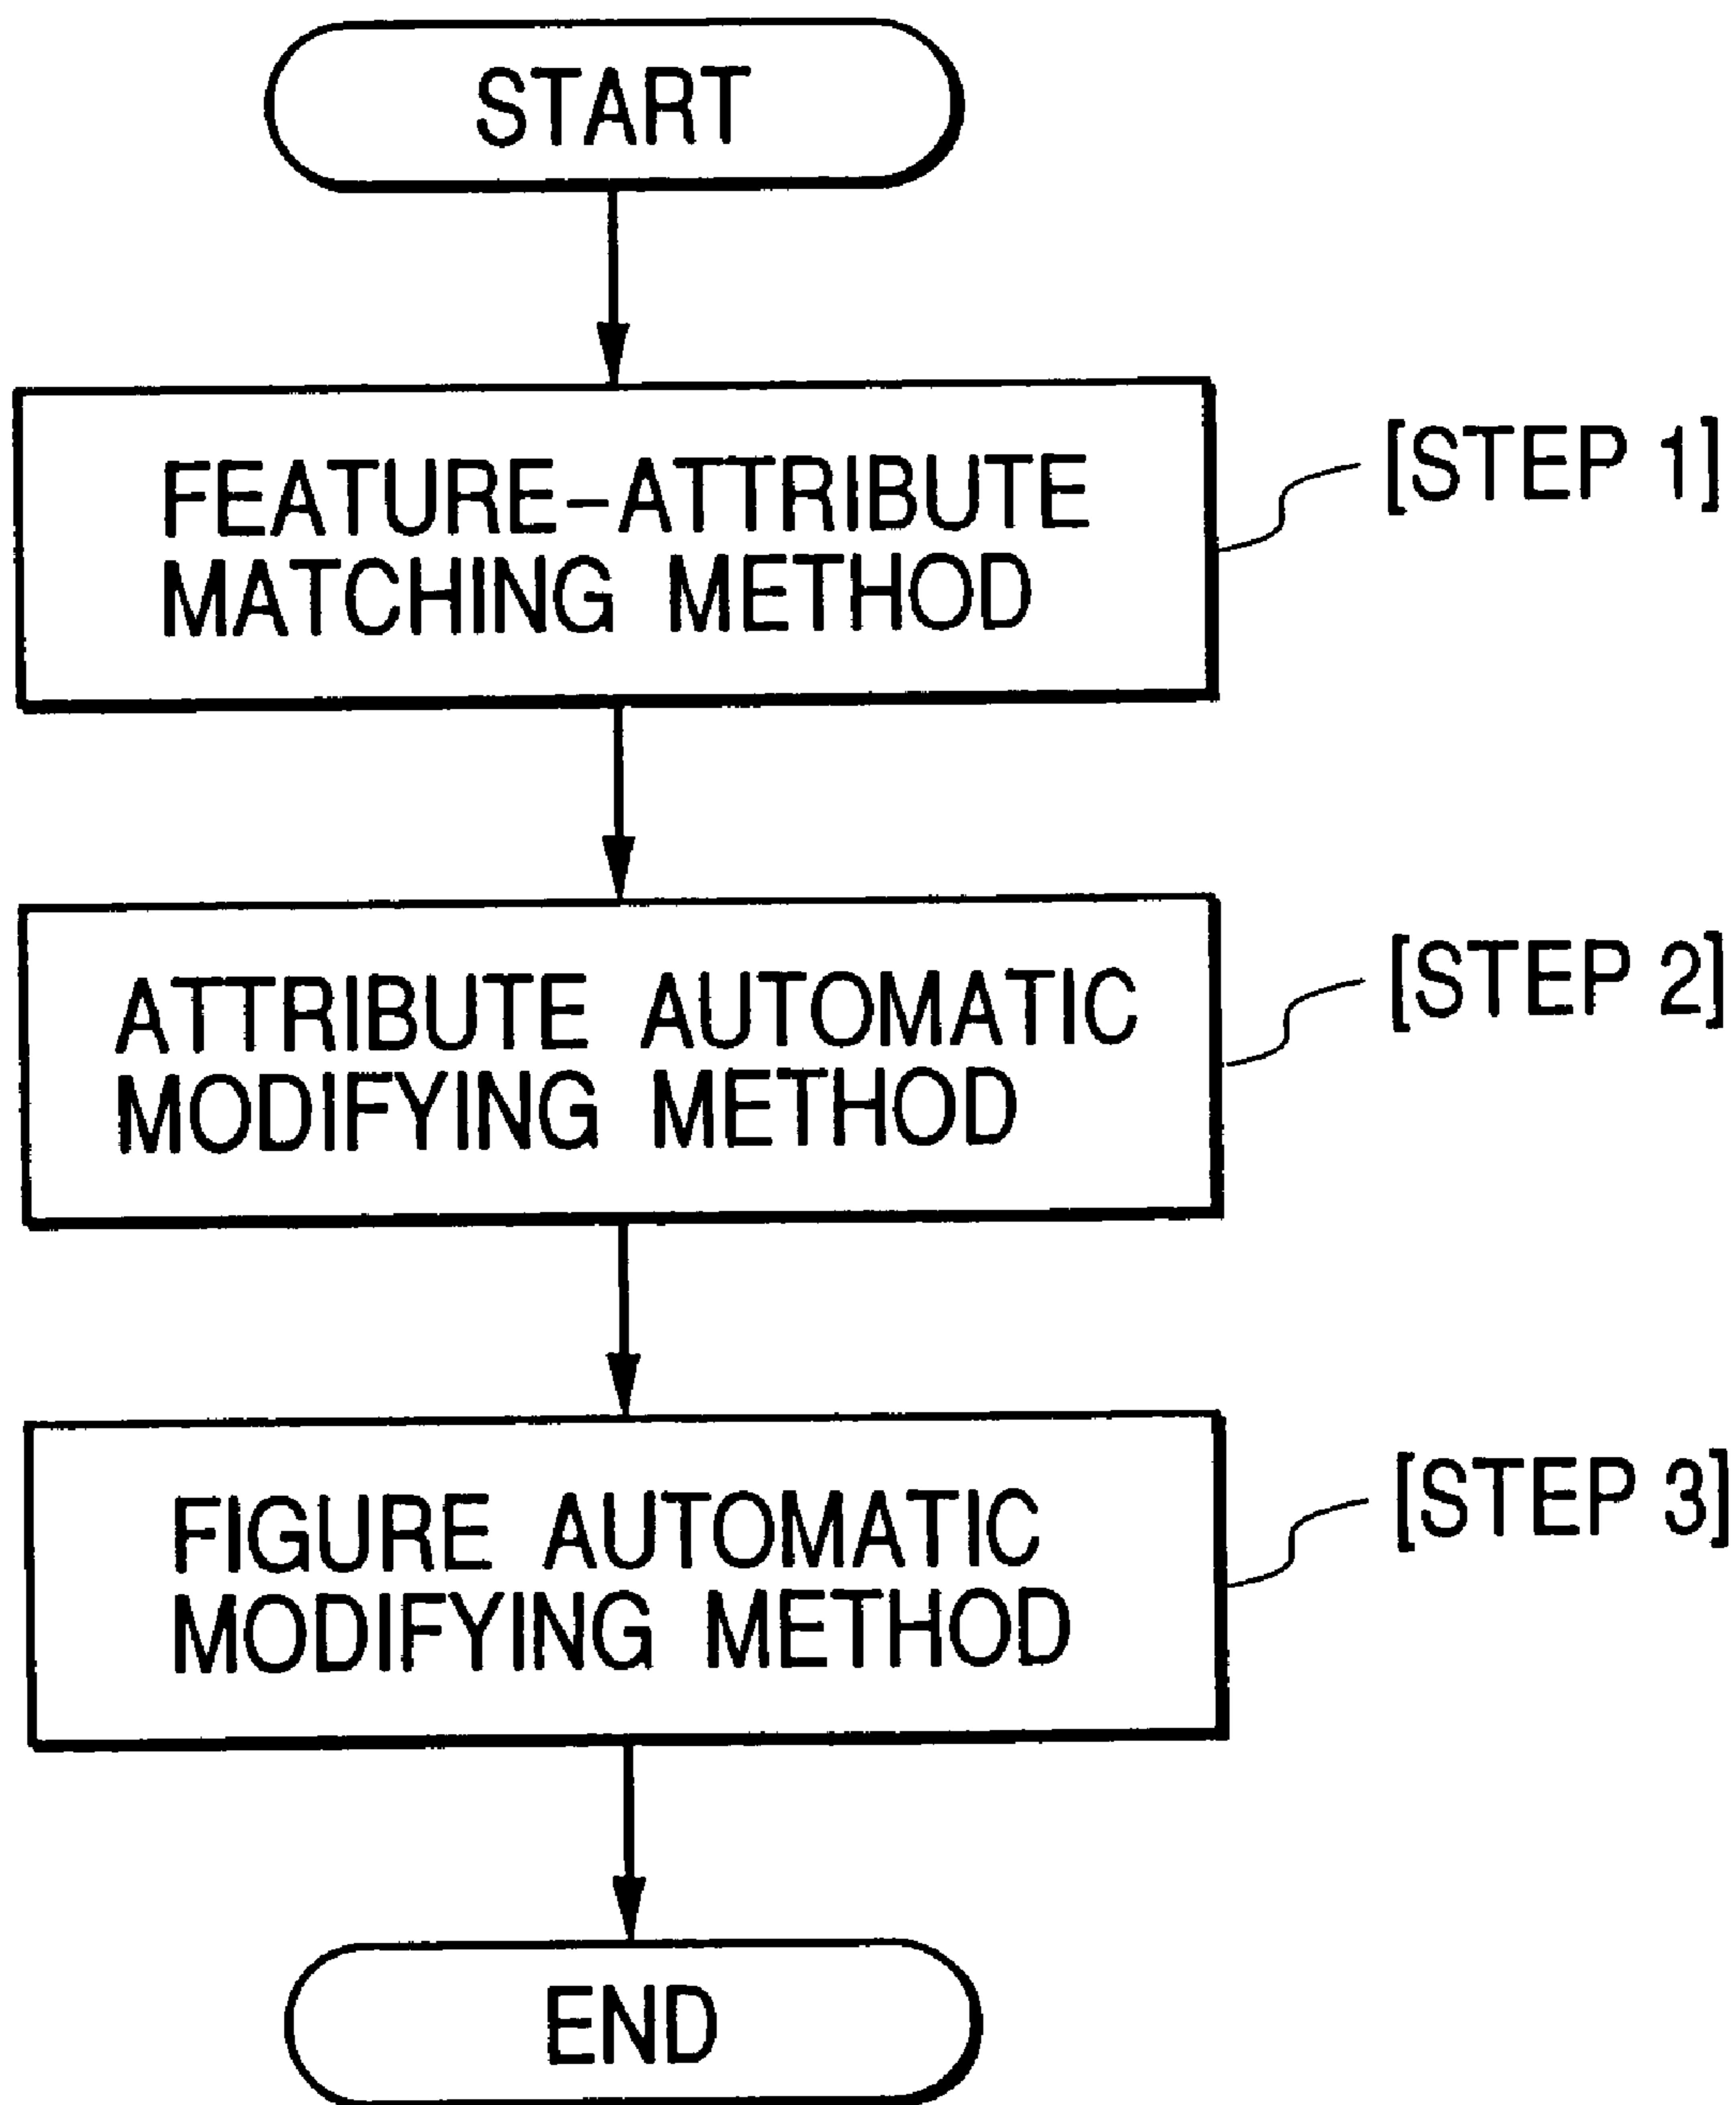 START
FEATURE-ATTRIBUTE
MATCHING METHOD
[STEP 1]
ATTRIBUTE AUTOMATIC
MODIFYING METHOD
[STEP 2]
FIGURE AUTOMATIC
MODIFYING METHOD
[STEP 3]
END